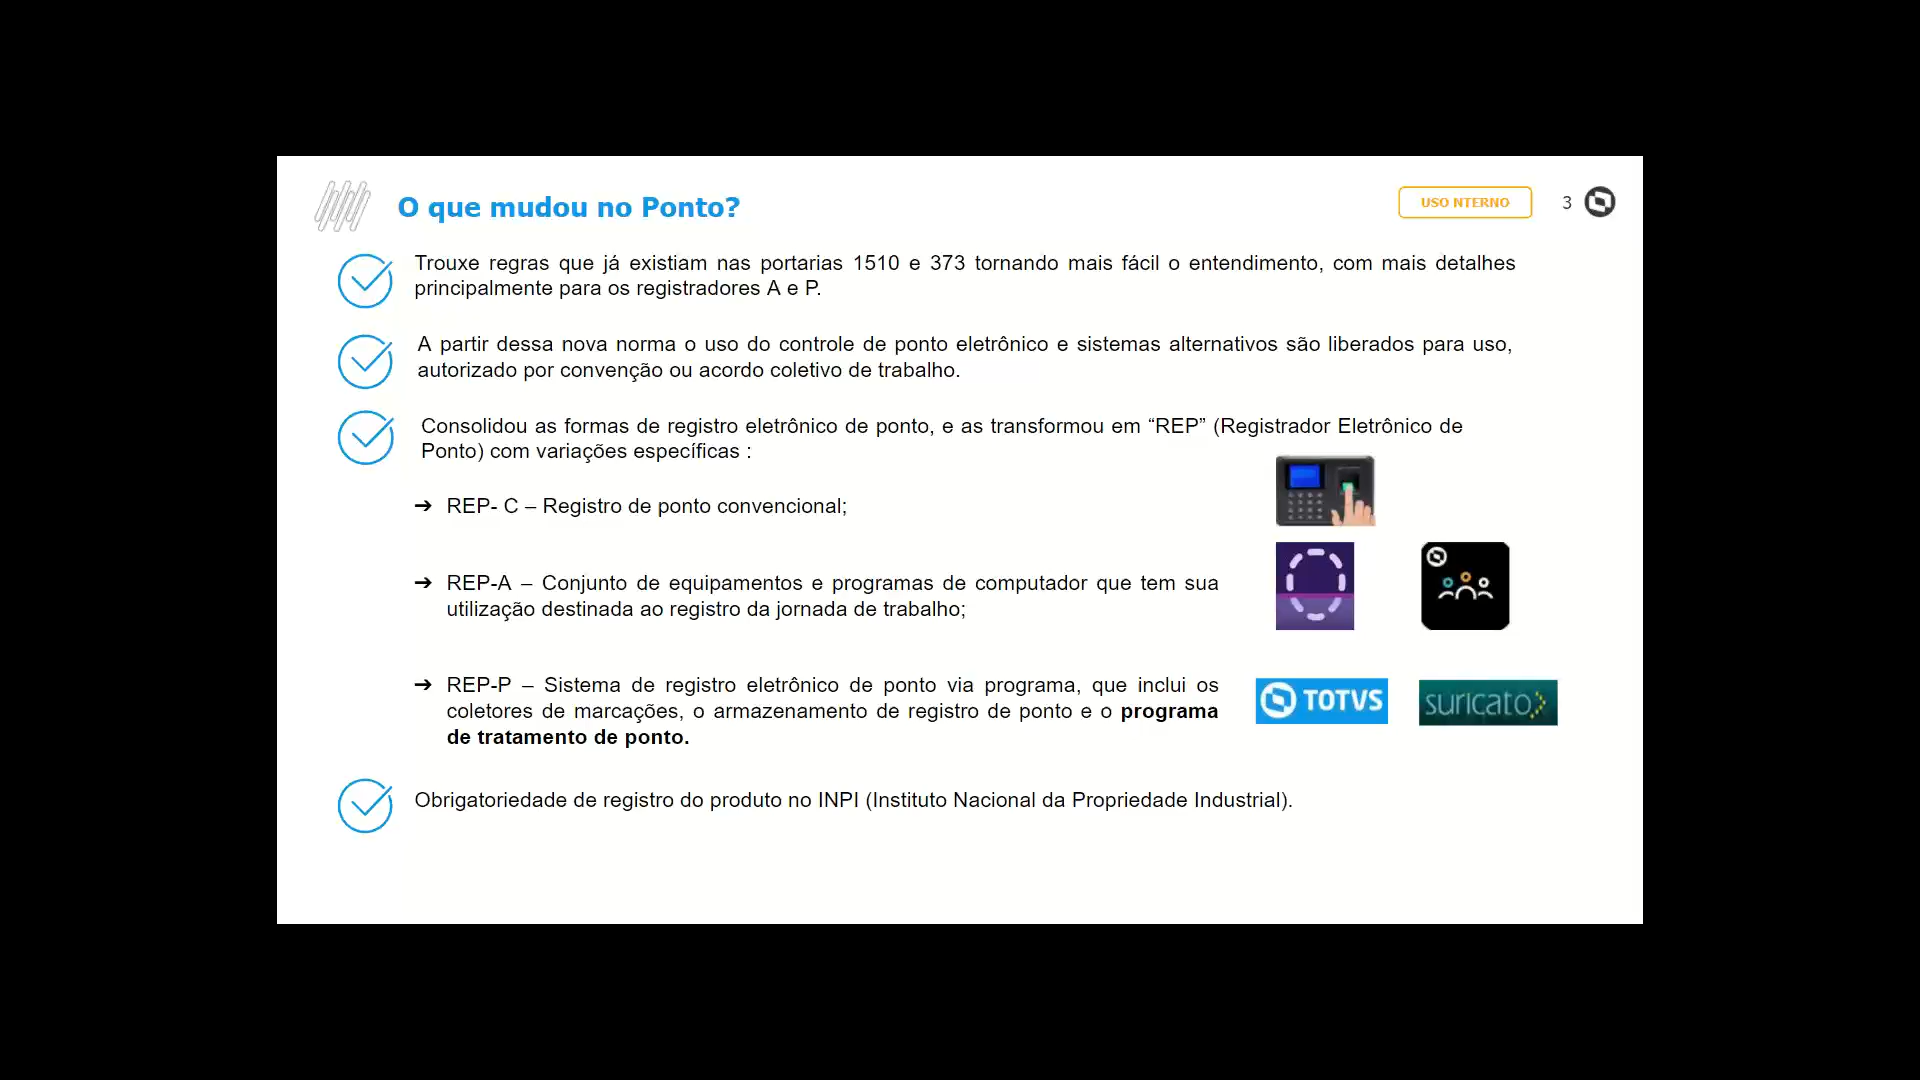 O que mudou no Ponto?
USO NTERNO
3
Trouxe regras que já existiam nas portarias 1510 e 373 tornando mais fácil o entendimento, com mais detalhes
principalmente para os registradores A e P.
A partir dessa nova norma o uso do controle de ponto eletrônico e sistemas alternativos são liberados para uso,
autorizado por convenção ou acordo coletivo de trabalho.
Consolidou as formas de registro eletrônico de ponto, e as transformou em “REP” (Registrador Eletrônico de
Ponto) com variações específicas :
➔ REP- C – Registro de ponto convencional;
➔ REP-A – Conjunto de equipamentos e programas de computador que tem sua
utilização destinada ao registro da jornada de trabalho;
➔ REP-P – Sistema de registro eletrônico de ponto via programa, que inclui os
coletores de marcações, o armazenamento de registro de ponto e o programa
de tratamento de ponto.
TOTVS
suricato
Obrigatoriedade de registro do produto no INPI (Instituto Nacional da Propriedade Industrial).